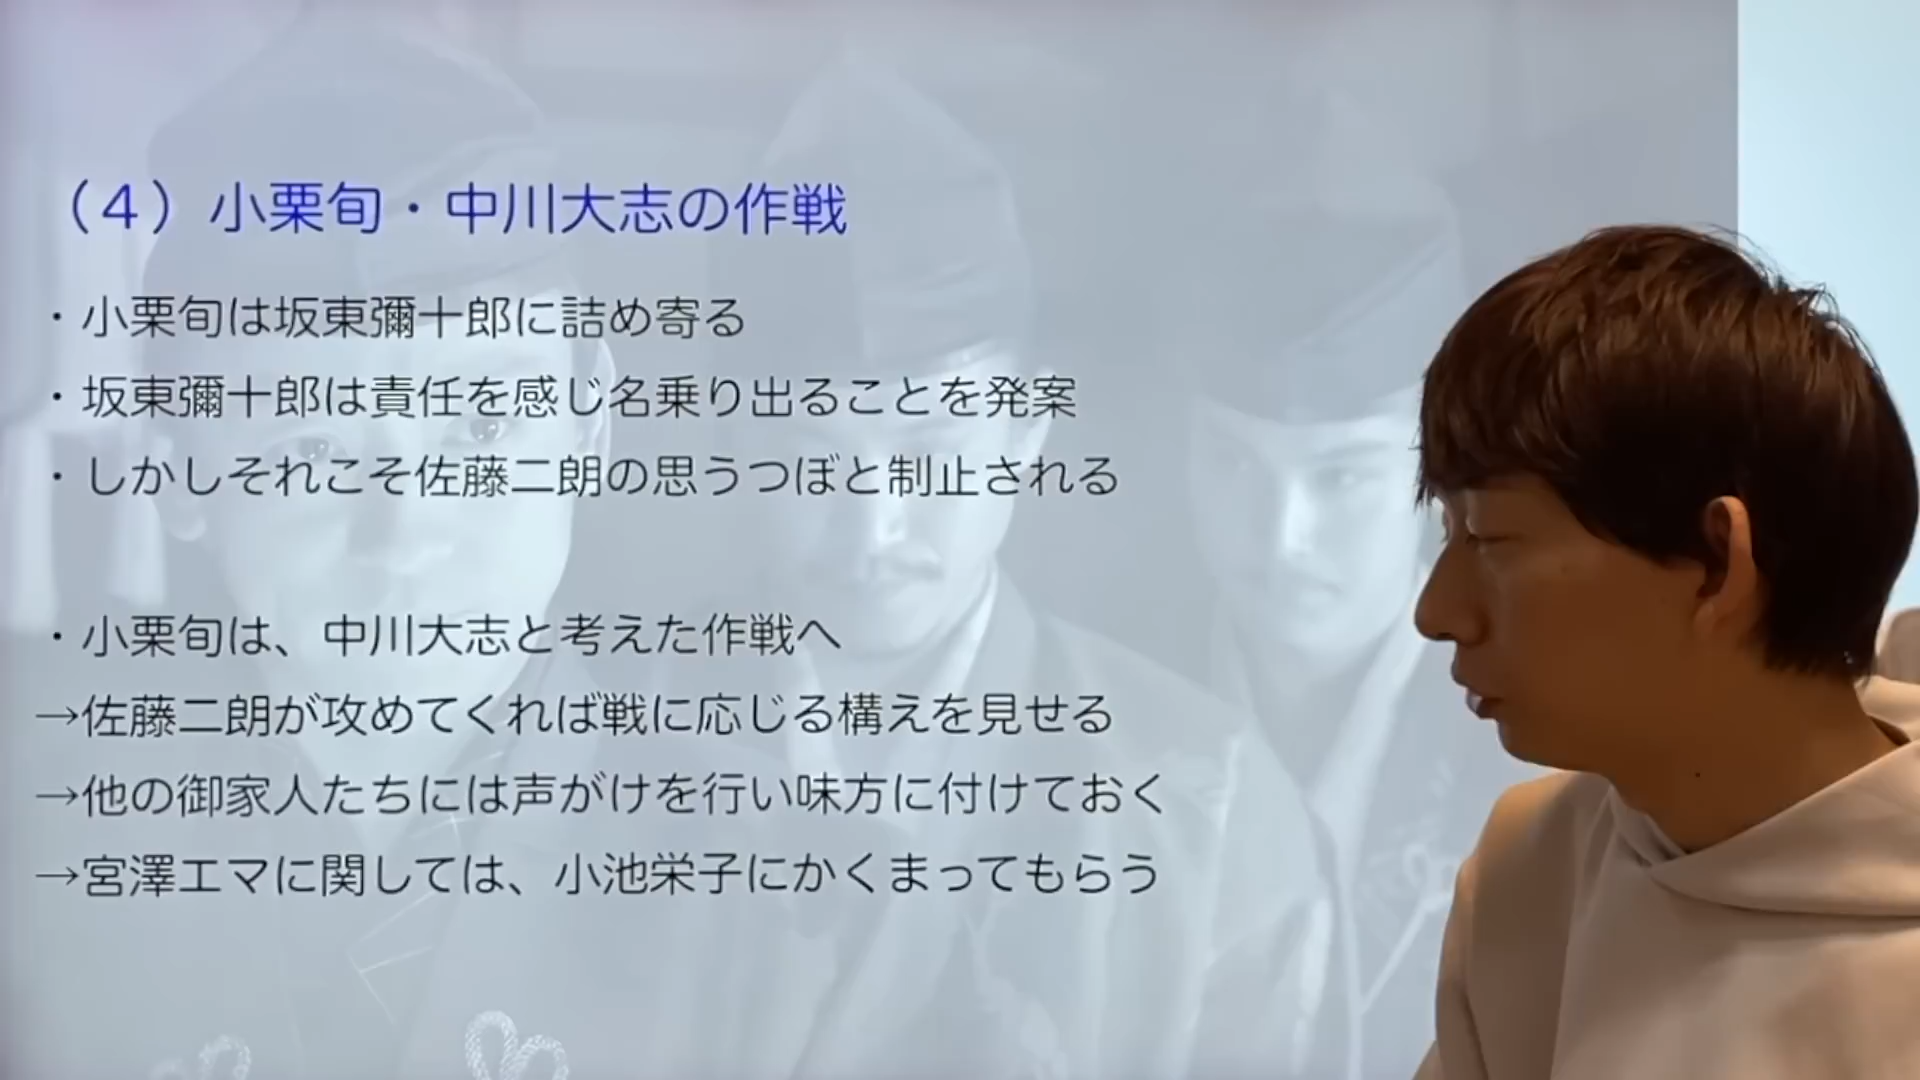 （４）小栗旬・中川大志の作戦
・小栗旬は坂東彌十郎に詰め寄る
・坂東彌十郎は責任を感じ名乗り出ることを発案
・しかしそれこそ佐藤二朗の思うつぼと制止される
・小栗旬は、中川大志と考えた作戦へ
→佐藤二朗が攻めてくれば戦に応じる構えを見せる
→他の御家人たちには声がけを行い味方に付けておく
→宮澤エマに関しては、小池栄子にかくまってもらう